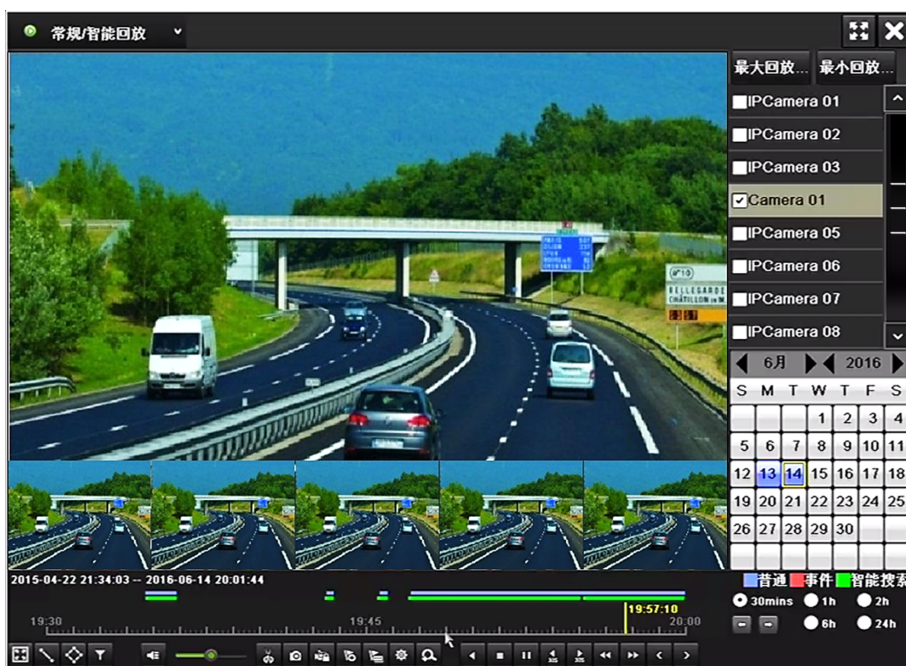 常规/智能回放
最大回放...
最小回放...
IPCamera 01
IPCamera 02
IPCamera 03
Camera 01
IPCamera 05
IPCamera 06
IPCamera 07
IPCamera 08
6月 2016
S M T W T F S
1 2 3 4
5 6 7 8 9 10 11
12 13 14 15 16 17 18
19 20 21 22 23 24 25
26 27 28 29 30
BELLEGARDE
CHÂTILLON
2015-04-22 21:34:03 -- 2016-06-14 20:01:44
普通 事件 智能搜索
30mins 1h 2h
6h 24h
19:57:10
19:30 19:45 20:00